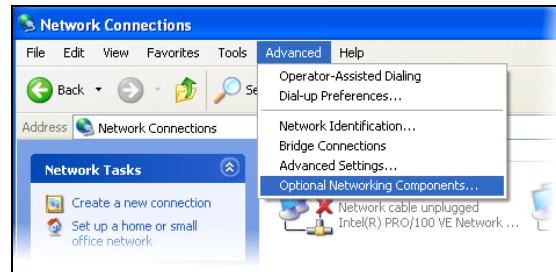 Network Connections
File Edit View Favorites Tools Advanced Help
Back
Address Network Connections
Operator-Assisted Dialing
Dial-up Preferences...
Network Identification...
Bridge Connections
Advanced Settings...
Optional Networking Components...
Network Tasks
Create a new connection
Set up a home or small
office network
Network cable unplugged
Intel(R) PRO/100 VE Network ...